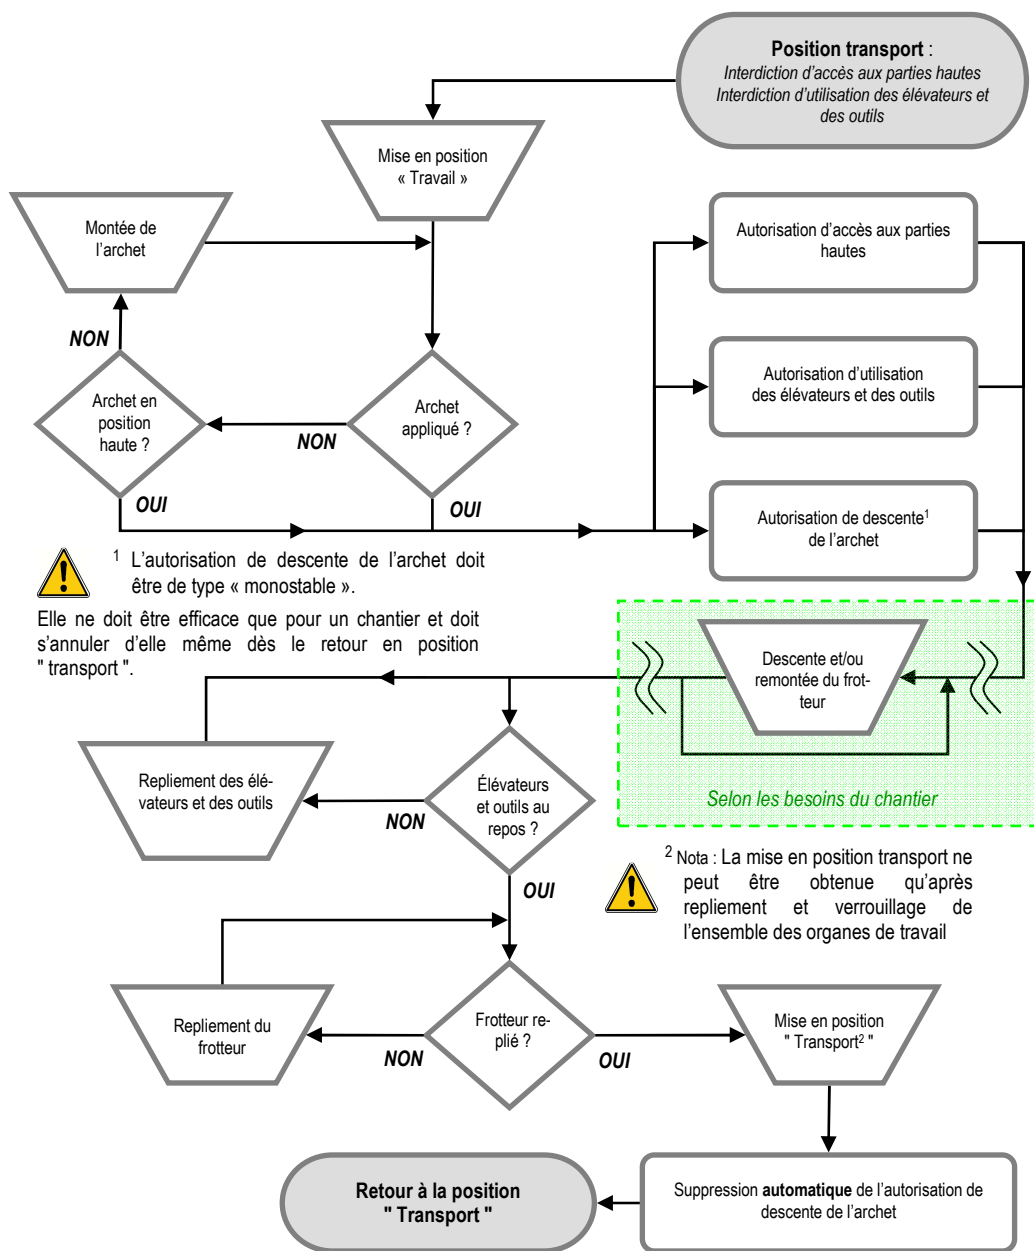 Position transport :
Interdiction d'accès aux parties hautes
Interdiction d'utilisation des élévateurs et
des outils
Mise en position
« Travail »
Montée de
l'archet
Autorisation d'accès aux parties
hautes
NON
Archet en
position
haute ?
NON
Archet
appliqué ?
Autorisation d'utilisation
des élévateurs et des outils
OUI
OUI
Autorisation de descente¹
de l'archet
¹ L'autorisation de descente de l'archet doit
être de type « monostable ».
Elle ne doit être efficace que pour un chantier et doit
s'annuler d'elle même dès le retour en position
" transport ".
Descente et/ou
remontée du frot-
teur
Selon les besoins du chantier
Repliement des élé-
vateurs et des outils
NON
Élévateurs
et outils au
repos ?
OUI
² Nota : La mise en position transport ne
peut être obtenue qu'après
repliement et verrouillage de
l'ensemble des organes de travail
Repliement du
frotteur
NON
Frotteur re-
plié ?
OUI
Mise en position
" Transport² "
Retour à la position
" Transport "
Suppression automatique de l'autorisation de
descente de l'archet